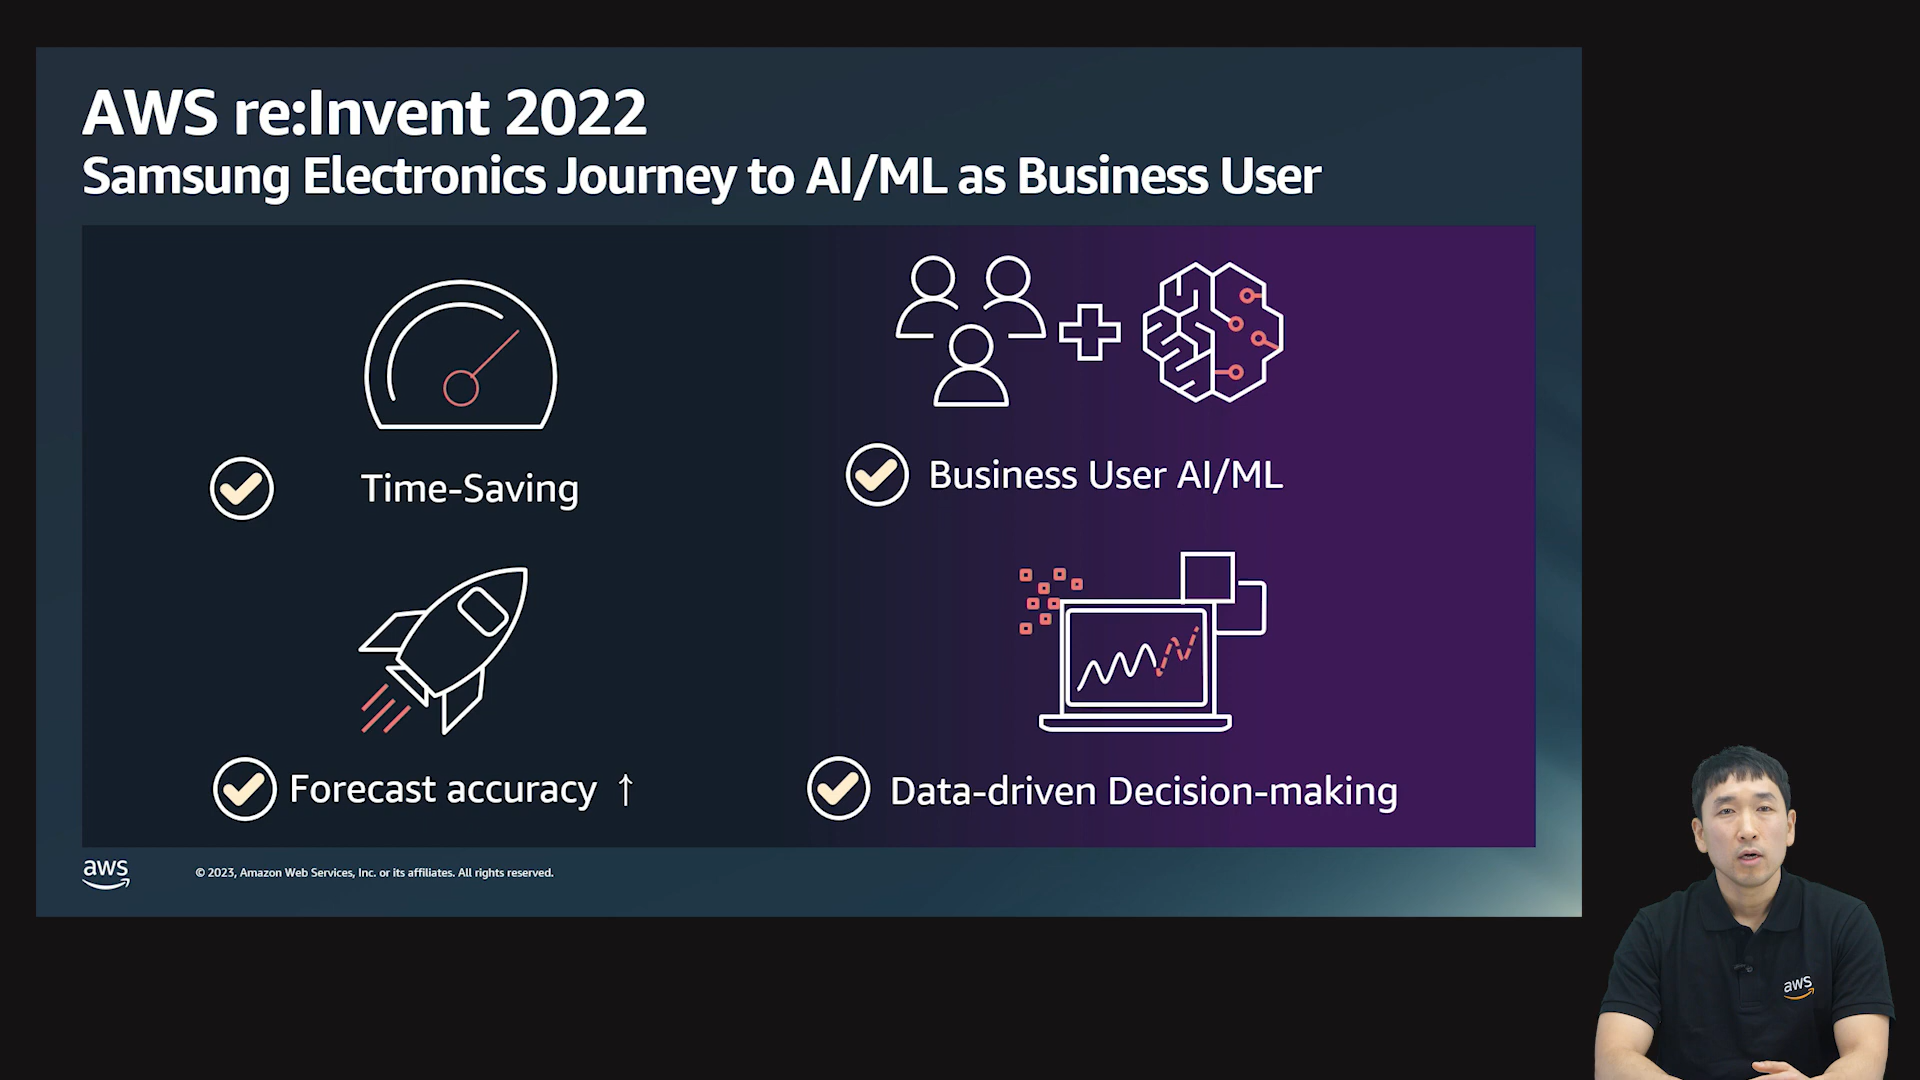 AWS re:Invent 2022
Samsung Electronics Journey to AI/ML as Business User
Time-Saving
Business User AI/ML
Forecast accuracy ↑
Data-driven Decision-making
aws
© 2023, Amazon Web Services, Inc. or its affiliates. All rights reserved.
aws